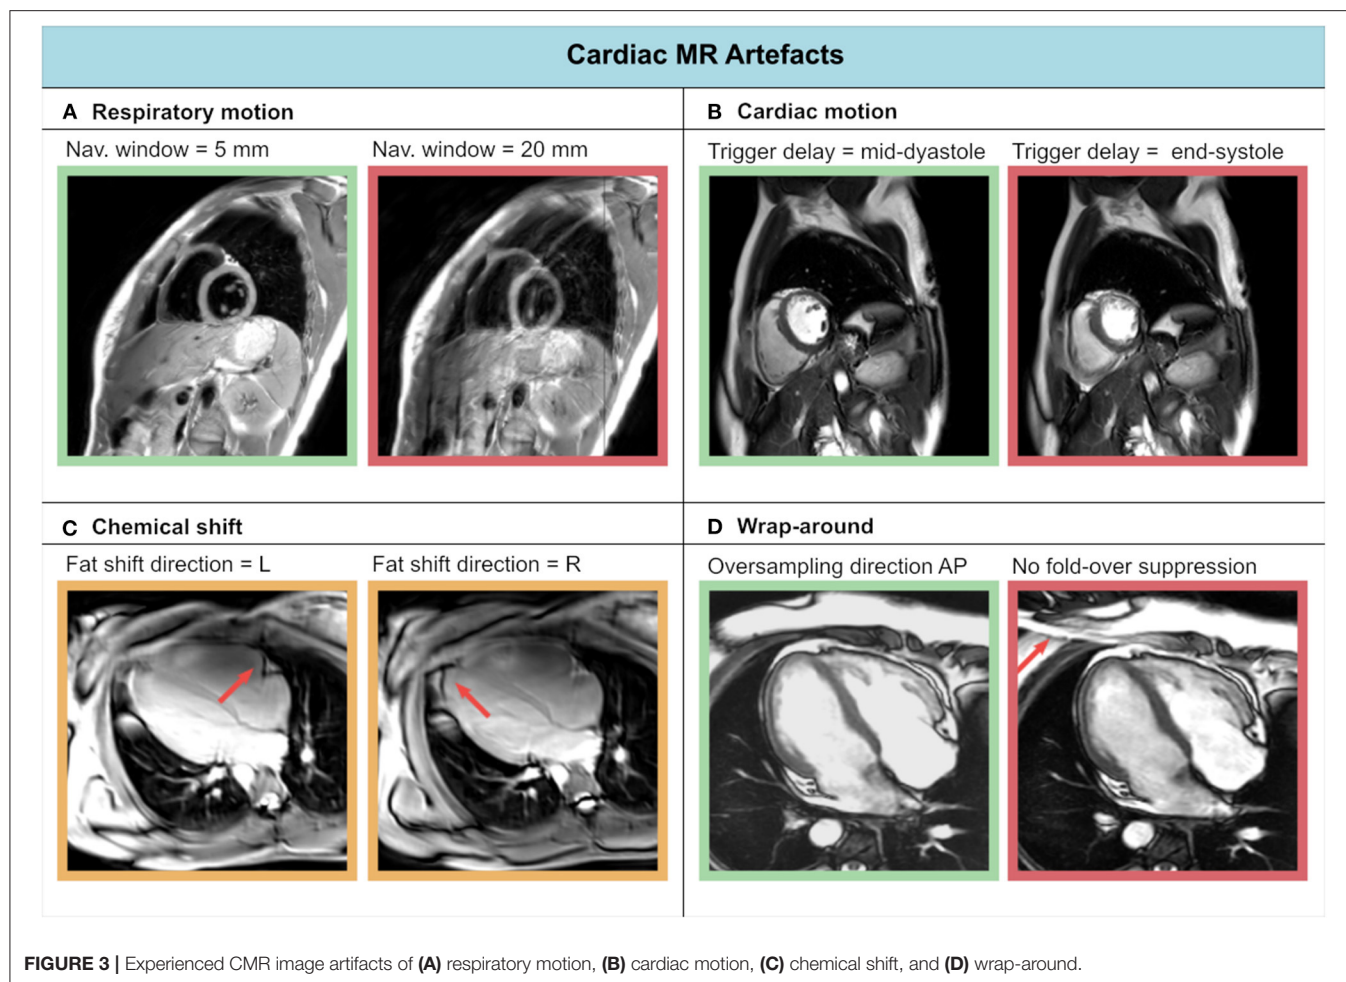 Cardiac MR Artefacts
A Respiratory motion
Nav. window = 5 mm
Nav. window = 20 mm
B Cardiac motion
Trigger delay = mid-dyastole
Trigger delay = end-systole
C Chemical shift
Fat shift direction = L
Fat shift direction = R
D Wrap-around
Oversampling direction AP
No fold-over suppression
FIGURE 3 | Experienced CMR image artifacts of (A) respiratory motion, (B) cardiac motion, (C) chemical shift, and (D) wrap-around.